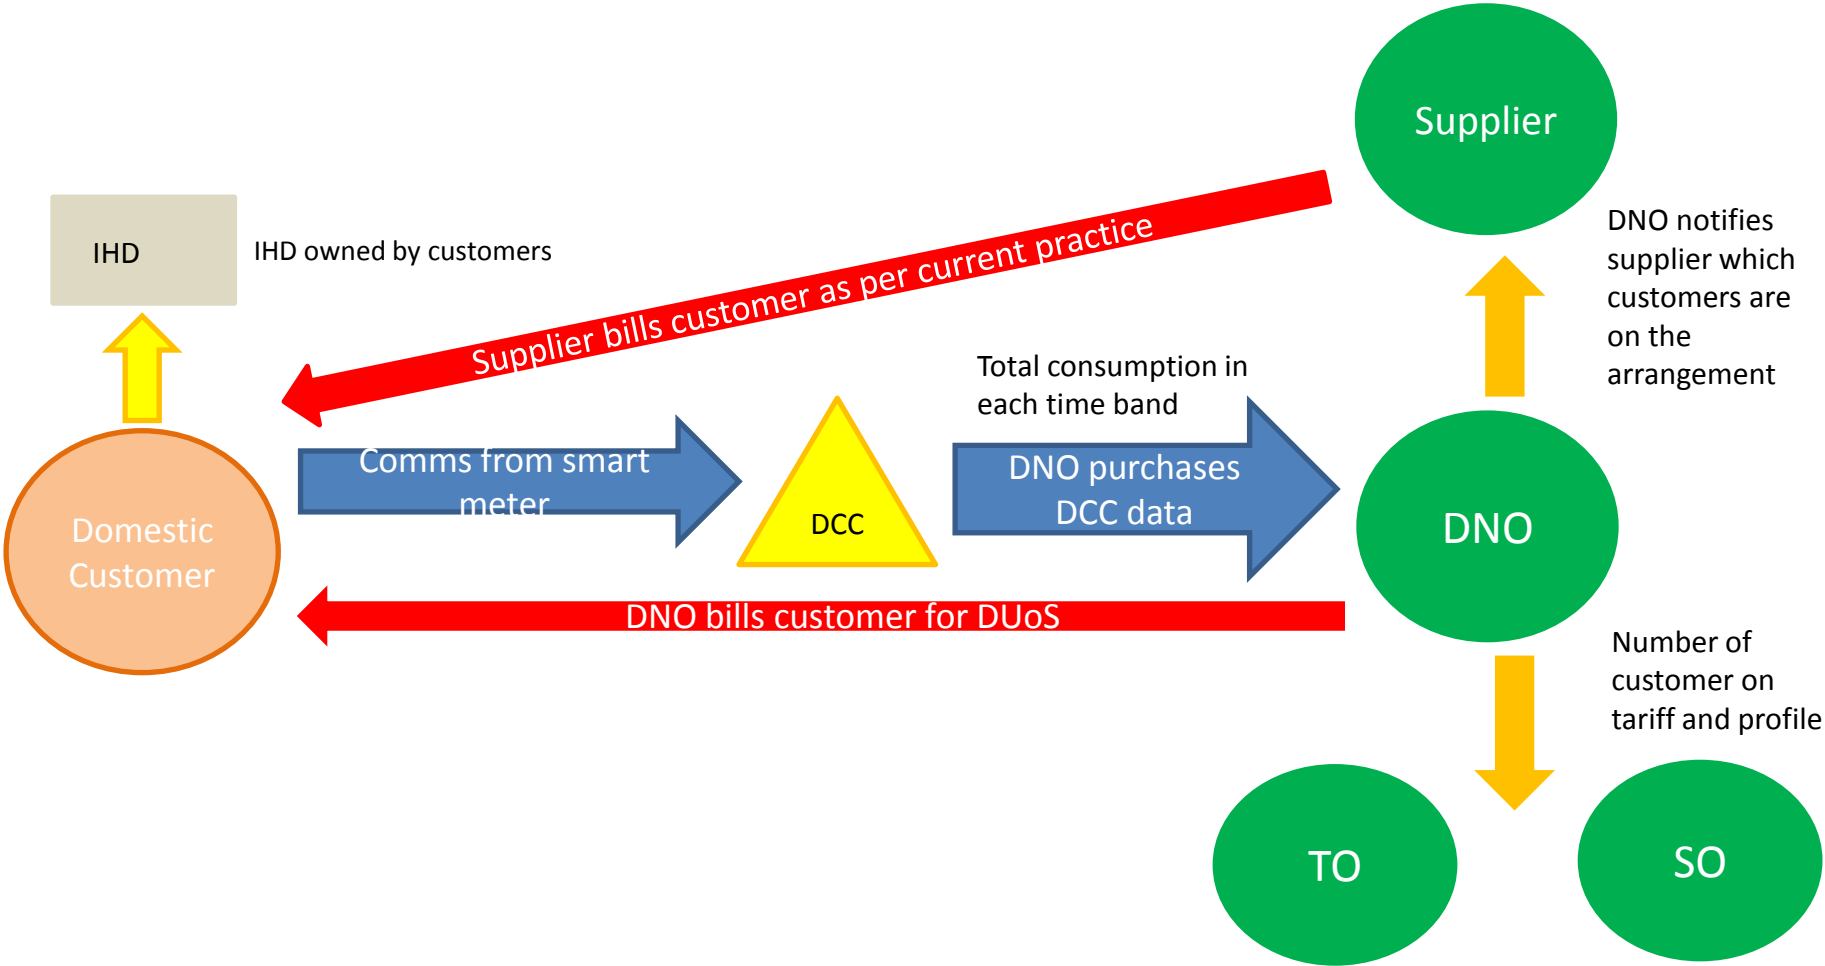 Supplier
DNO notifies
supplier which
customers are
on the
arrangement
IHD
IHD owned by customers
Supplier bills customer as per current practice
Total consumption in
each time band
Comms from smart
meter
DCC
DNO purchases
DCC data
DNO
Domestic
Customer
DNO bills customer for DUoS
Number of
customer on
tariff and profile
TO
SO